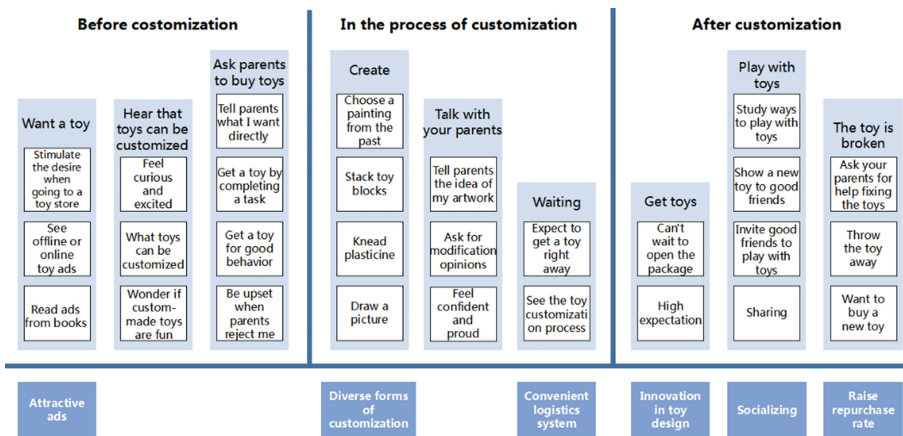 Before costomization
Want a toy
Stimulate
the desire
when
going to a
toy store
See
offline or
online
toy ads
Read ads
from books
Hear that
toys can be
customized
Feel
curious
and
excited
What toys
can be
customized
Wonder if
custom-
made toys
are fun
Ask parents
to buy toys
Tell parents
what I want
directly
Get a toy by
completing
a task
Get a toy
for good
behavior
Be upset
when
parents
reject me
In the process of customization
Create
Choose a
painting
from the
past
Stack toy
blocks
Knead
plasticine
Draw a
picture
Talk with
your parents
Tell parents
the idea of
my artwork
Ask for
modification
opinions
Feel
confident
and
proud
Waiting
Expect to
get a toy
right
away
See the toy
customizati
on process
After customization
Get toys
Can't
wait to
open the
package
High
expectation
Play with
toys
Study ways
to play with
toys
Show a new
toy to good
friends
Invite good
friends to
play with
toys
Sharing
The toy is
broken
Ask your
parents for
help fixing
the toys
Throw
the toy
away
Want to
buy a
new toy
Attractive
ads
Diverse forms
of
customization
Convenient
logistics
system
Innovation
in toy
design
Socializing
Raise
repurchase
rate